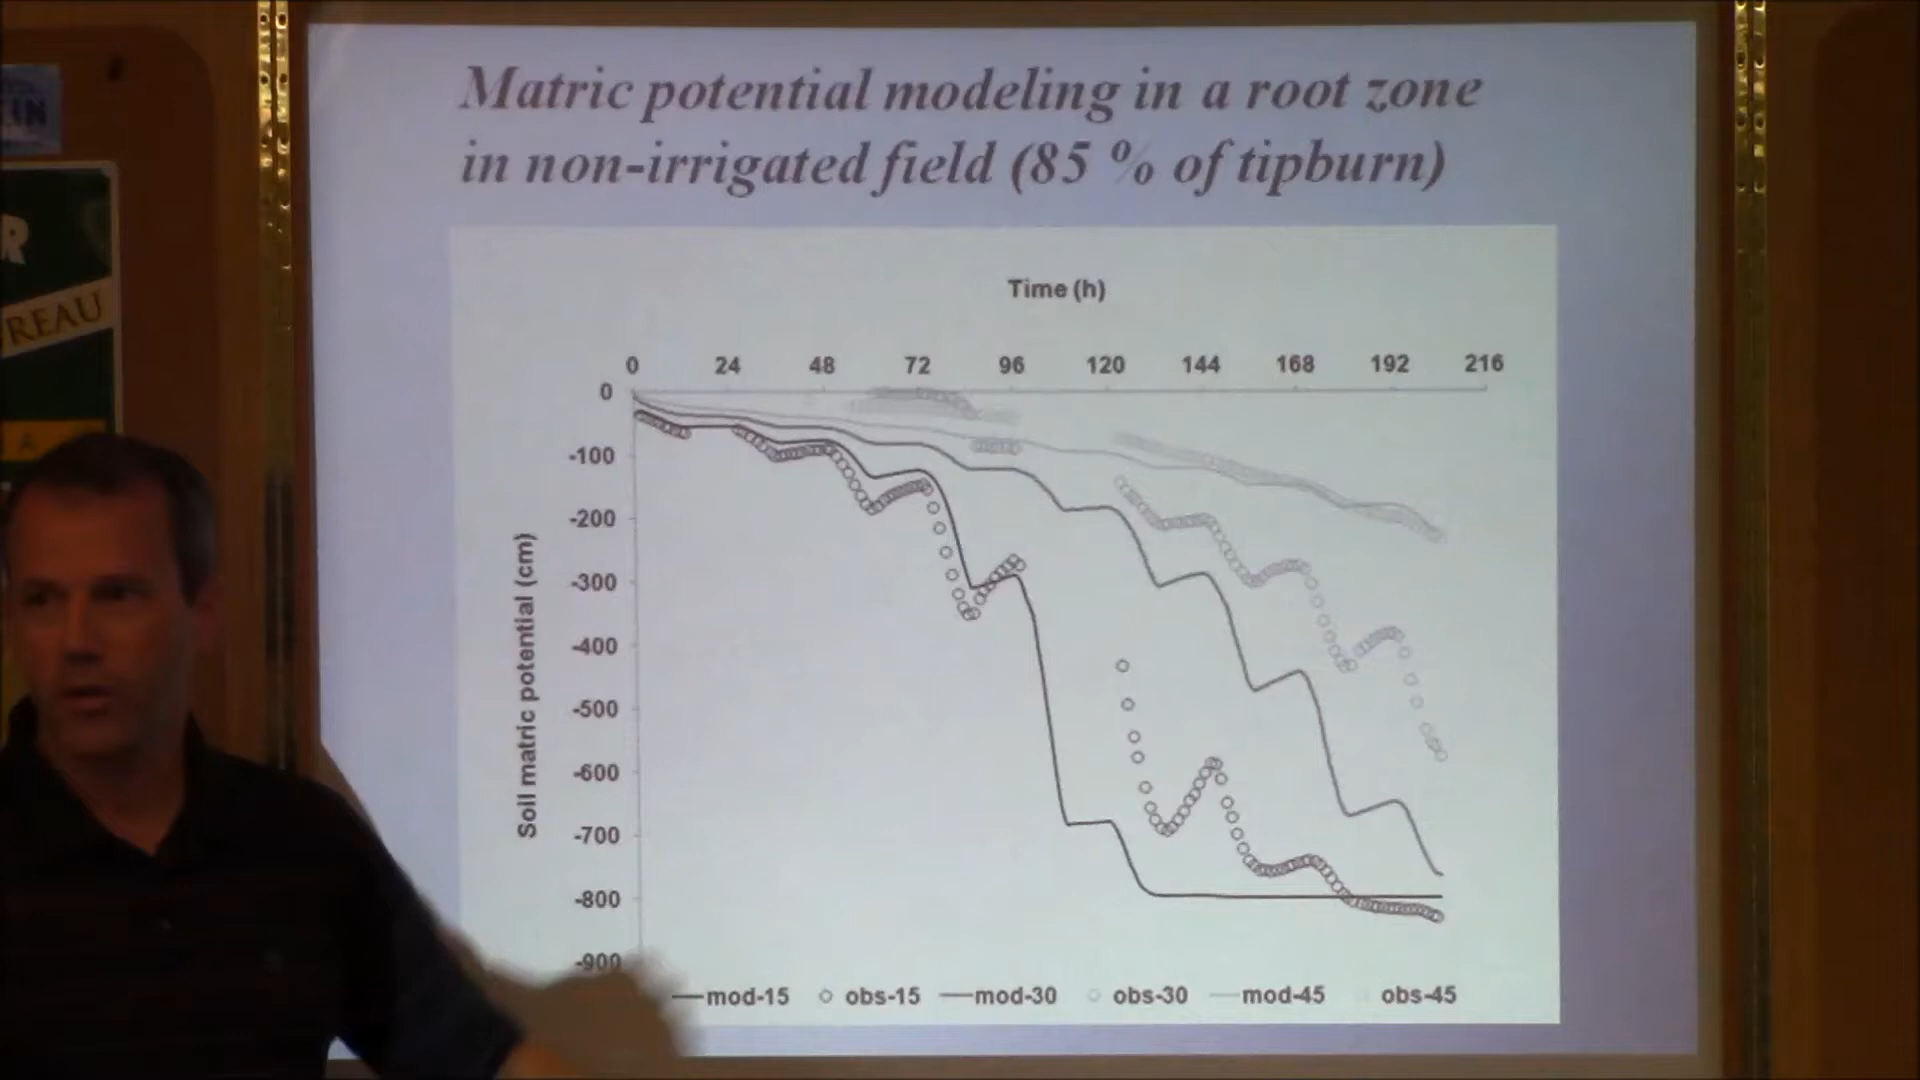 Matric potential modeling in a root zone
in non-irrigated field (85 % of tipburn)
Time (h)
0 24 48 72 96 120 144 168 192 216
0
-100
-200
-300
-400
-500
-600
-700
-800
-900
Soil matric potential (cm)
mod-15 obs-15 mod-30 obs-30 mod-45 obs-45
R
REAU
A